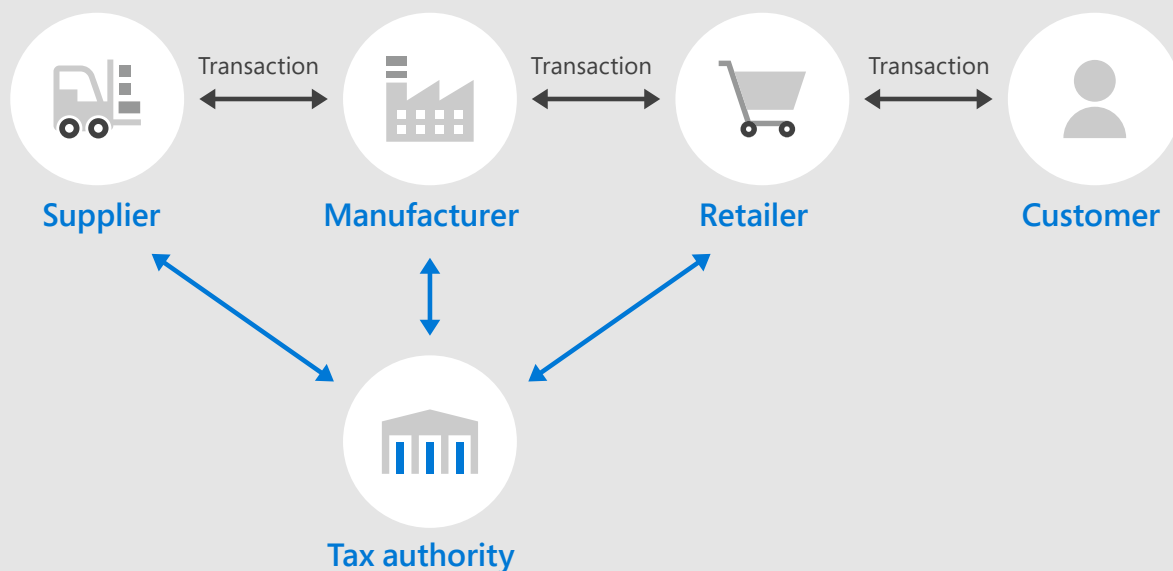 Transaction
Transaction
Transaction
Supplier
Manufacturer
Retailer
Customer
Tax authority